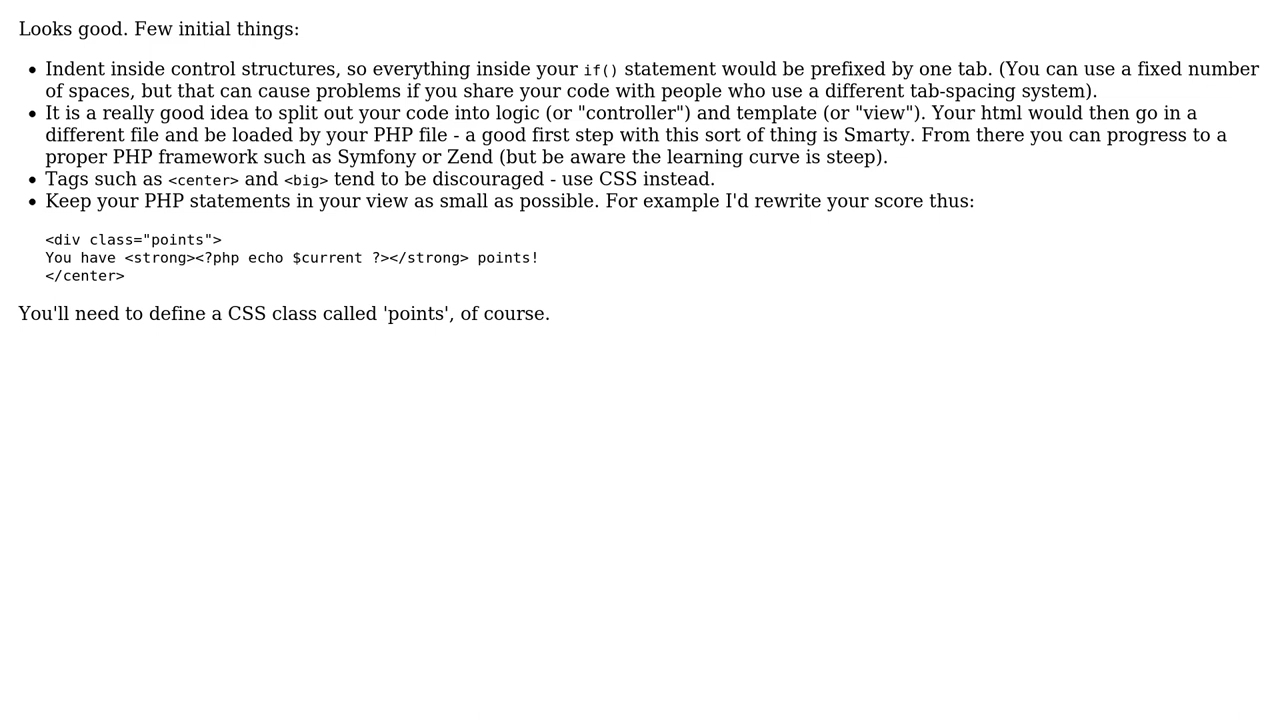 Looks good. Few initial things:
• Indent inside control structures, so everything inside your if() statement would be prefixed by one tab. (You can use a fixed number
of spaces, but that can cause problems if you share your code with people who use a different tab-spacing system).
• It is a really good idea to split out your code into logic (or "controller") and template (or "view"). Your html would then go in a
different file and be loaded by your PHP file - a good first step with this sort of thing is Smarty. From there you can progress to a
proper PHP framework such as Symfony or Zend (but be aware the learning curve is steep).
• Tags such as <center> and <big> tend to be discouraged - use CSS instead.
• Keep your PHP statements in your view as small as possible. For example I'd rewrite your score thus:
<div class="points">
You have <strong><?php echo $current ?></strong> points!
</center>
You'll need to define a CSS class called 'points', of course.